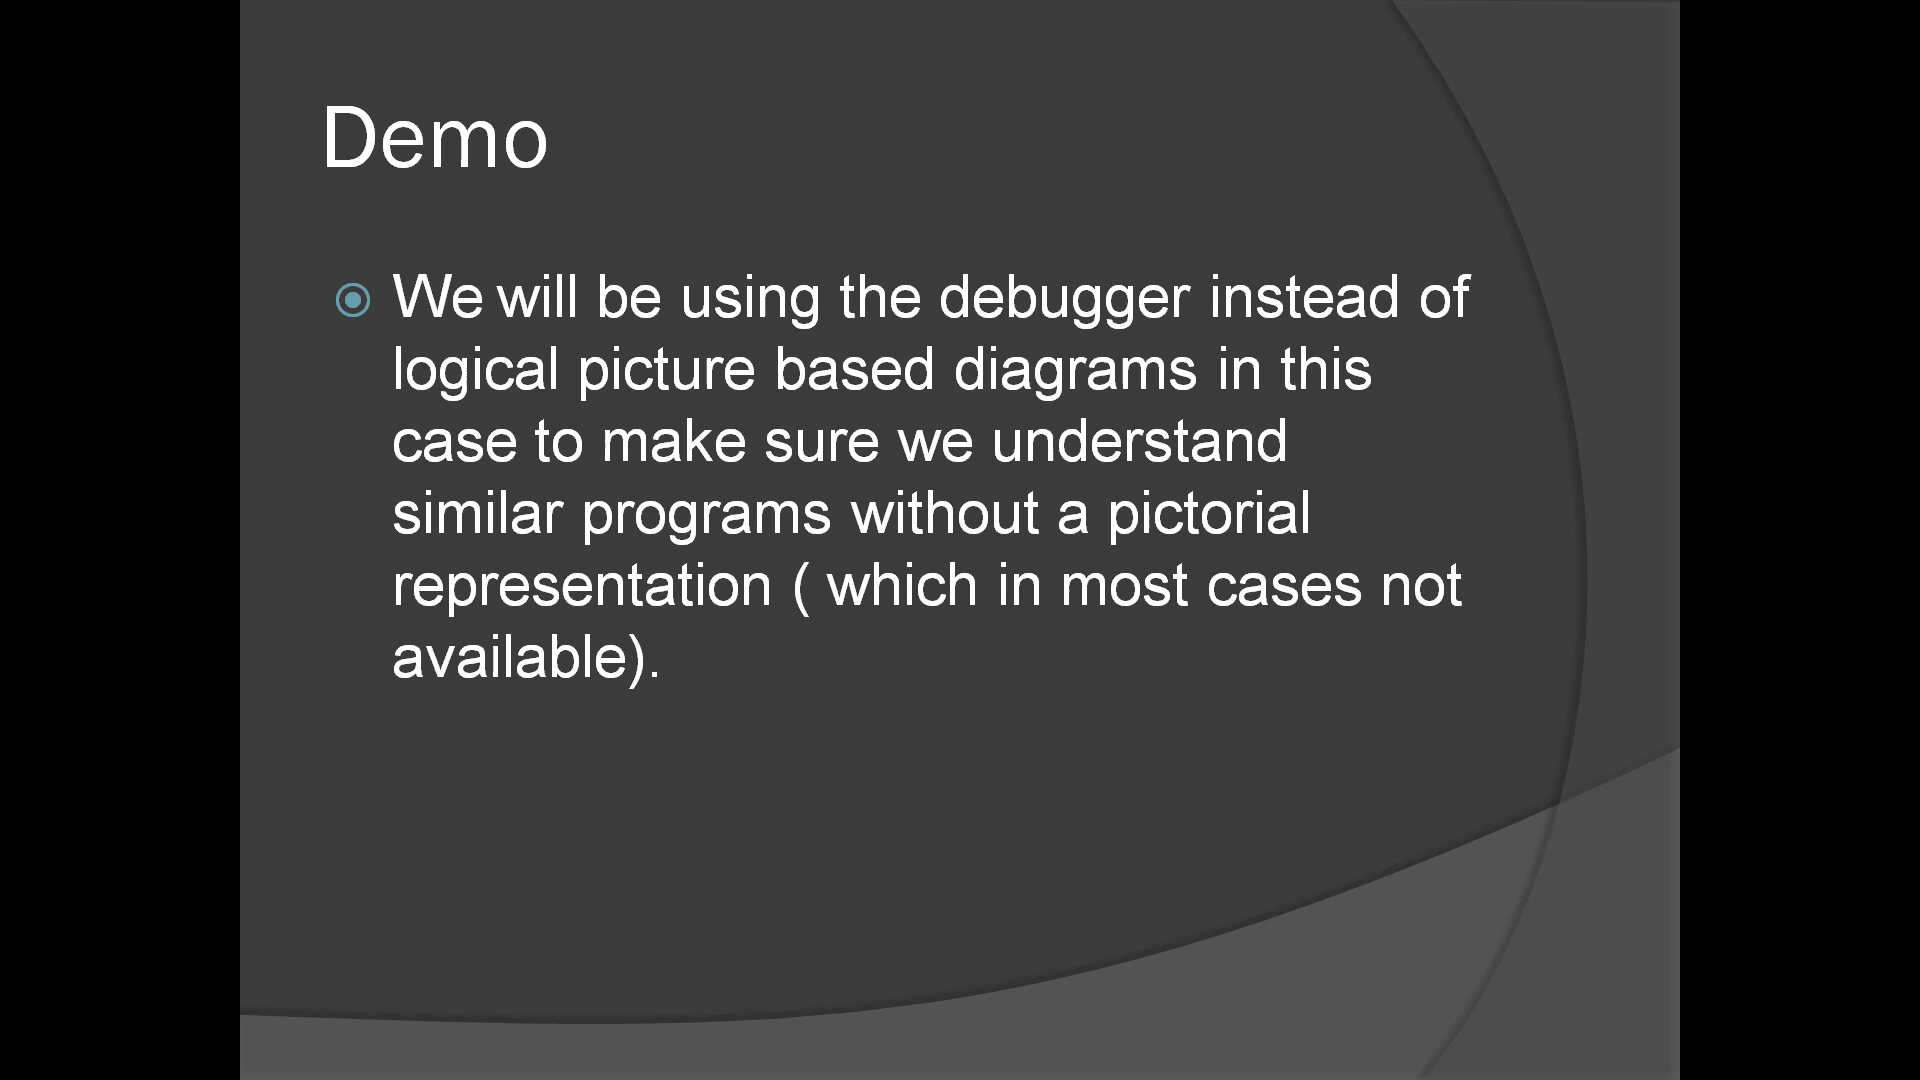 Demo
We will be using the debugger instead of
logical picture based diagrams in this
case to make sure we understand
similar programs without a pictorial
representation ( which in most cases not
available).